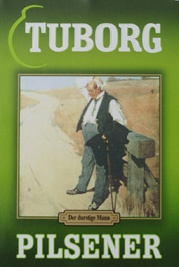 TUBORG
Der durstige Mann
PILSENER